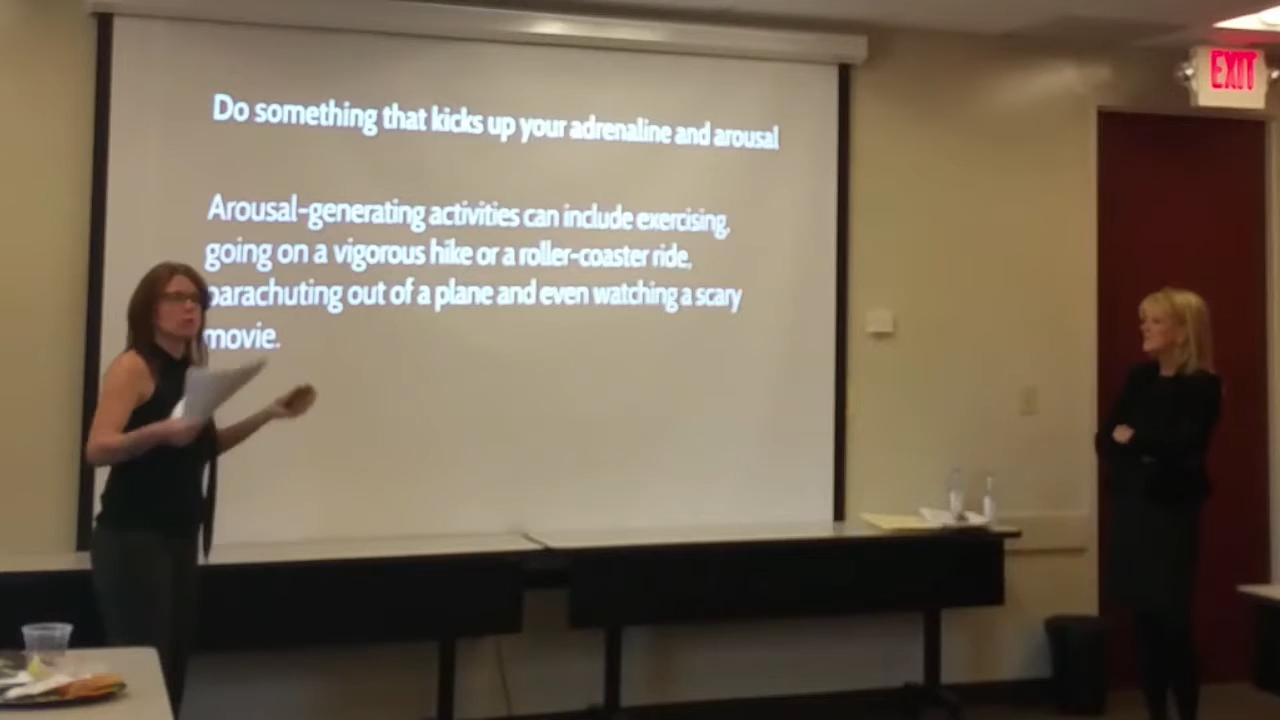 EXIT
Do something that kicks up your adrenaline and arousal
Arousal-generating activities can include exercising,
going on a vigorous hike or a roller-coaster ride,
parachuting out of a plane and even watching a scary
movie.